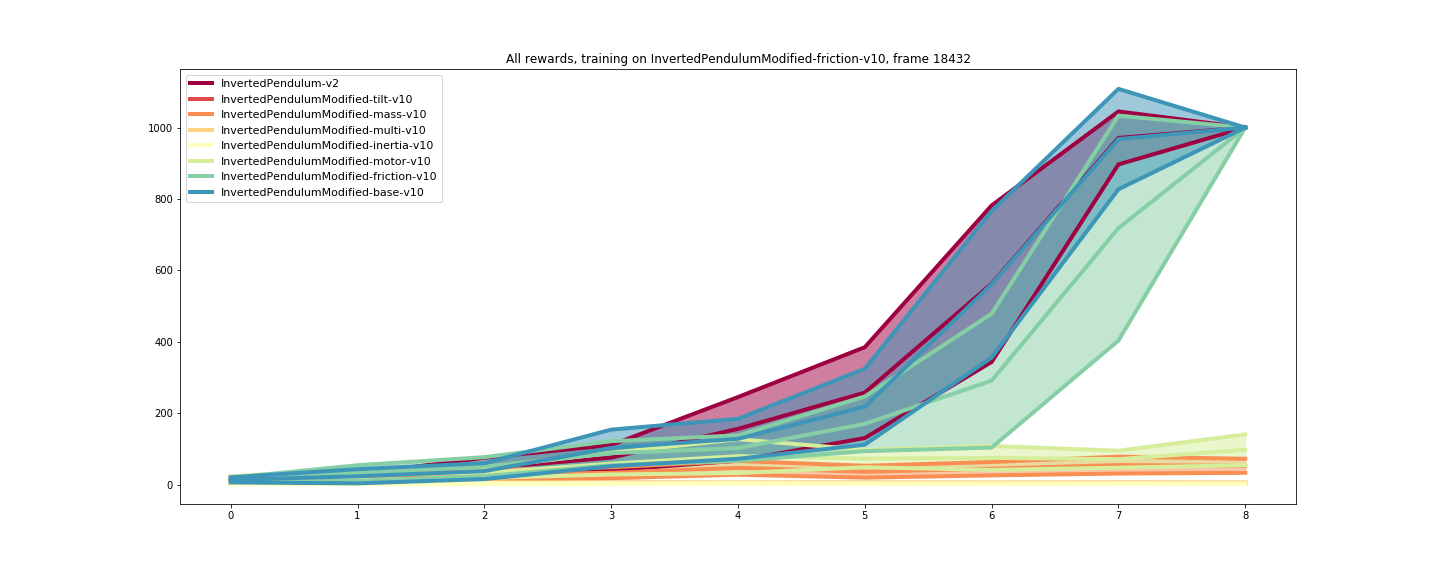 All rewards, training on InvertedPendulumModified-friction-v10, frame 18432
InvertedPendulum-v2
InvertedPendulumModified-tilt-v10
InvertedPendulumModified-mass-v10
InvertedPendulumModified-multi-v10
InvertedPendulumModified-inertia-v10
InvertedPendulumModified-motor-v10
InvertedPendulumModified-friction-v10
InvertedPendulumModified-base-v10
1000
800
600
400
200
0
0 1 2 3 4 5 6 7 8